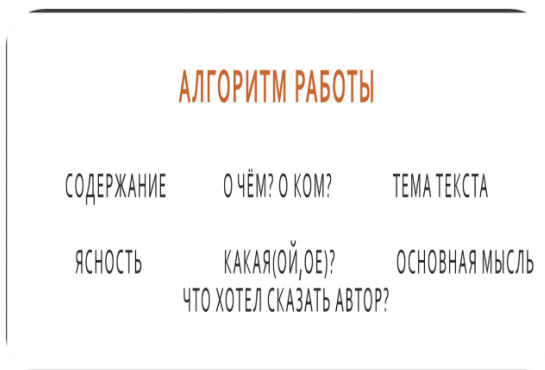 АЛГОРИТМ РАБОТЫ
СОДЕРЖАНИЕ О ЧЁМ? О КОМ? ТЕМА ТЕКСТА
ЯСНОСТЬ КАКАЯ(ОЙ,ОЕ)? ОСНОВНАЯ МЫСЛЬ
ЧТО ХОТЕЛ СКАЗАТЬ АВТОР?